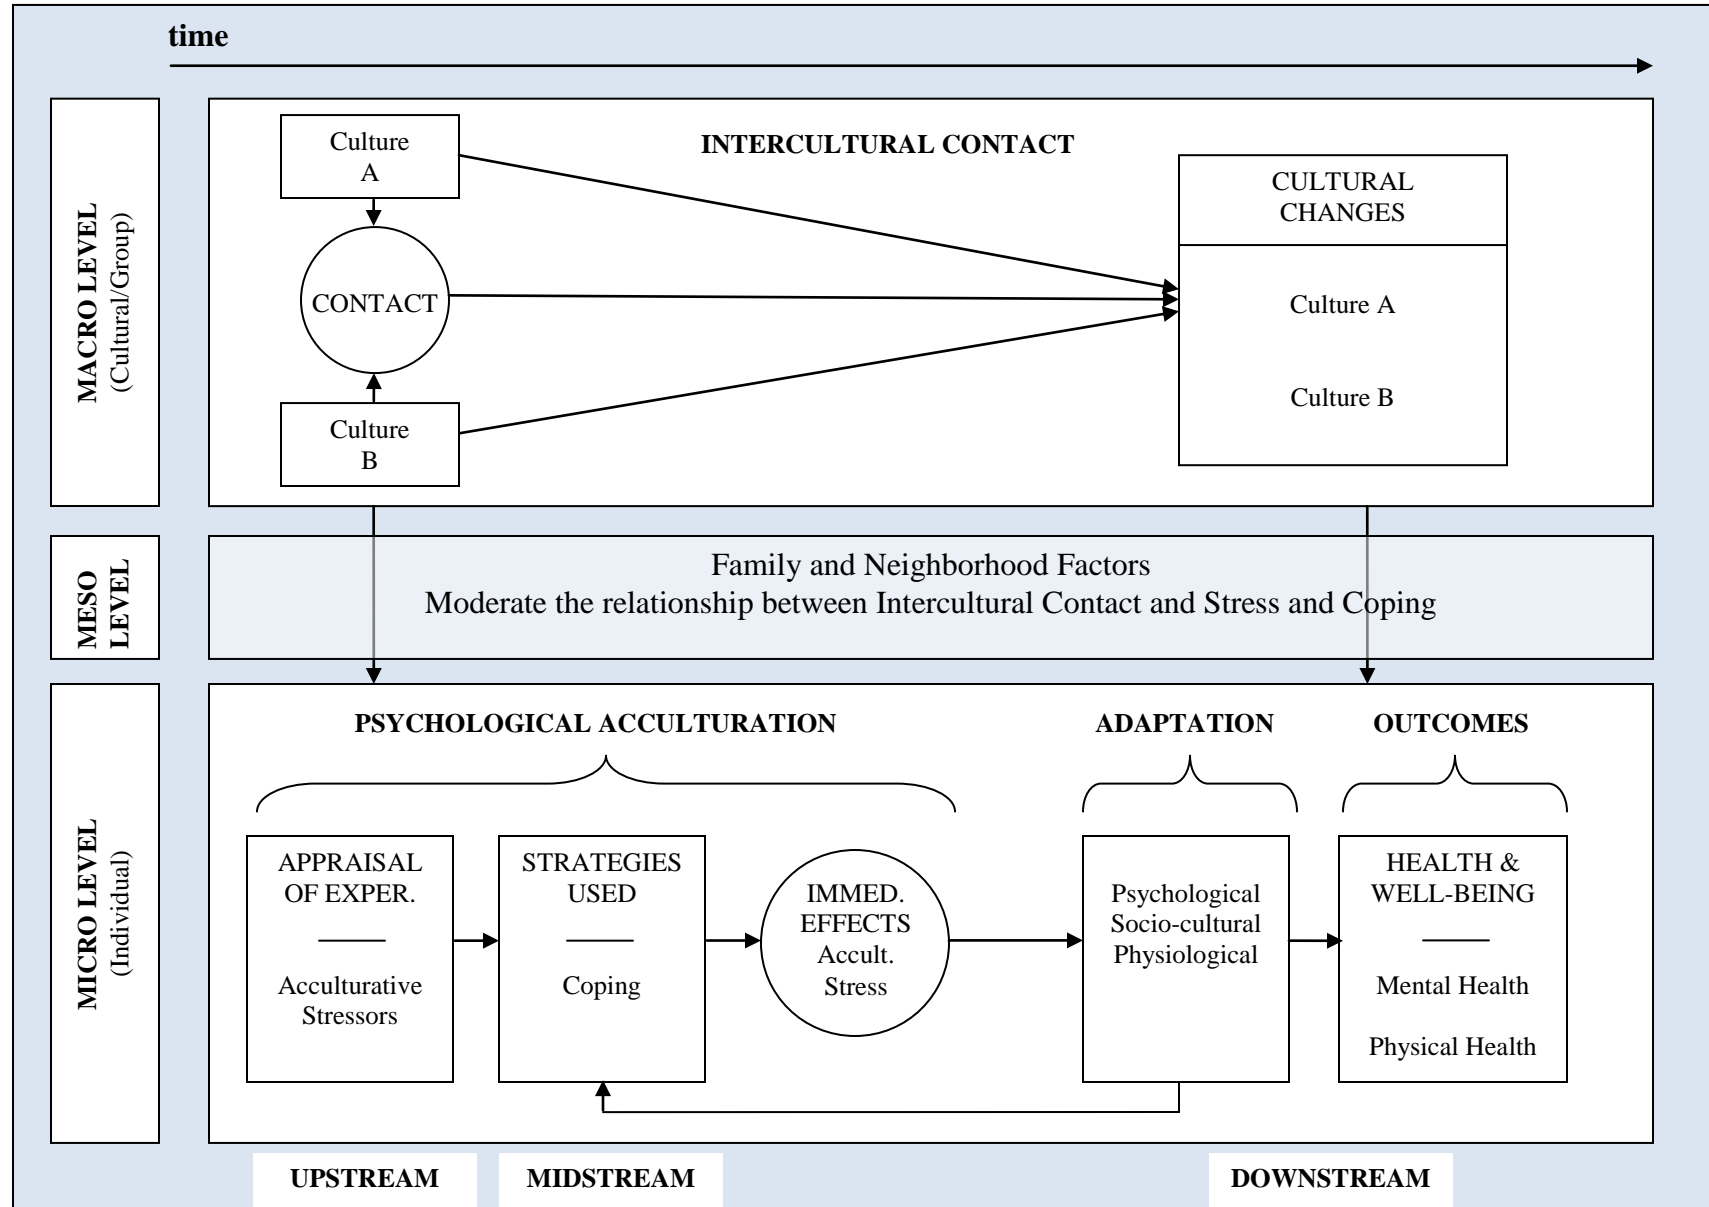 time
MACRO LEVEL
(Cultural/Group)
Culture
A
INTERCULTURAL CONTACT
CONTACT
Culture
B
CULTURAL
CHANGES
Culture A
Culture B
MESO
LEVEL
Family and Neighborhood Factors
Moderate the relationship between Intercultural Contact and Stress and Coping
MICRO LEVEL
(Individual)
PSYCHOLOGICAL ACCULTURATION
ADAPTATION
OUTCOMES
APPRAISAL
OF EXPER.
Acculturative
Stressors
STRATEGIES
USED
Coping
IMMED.
EFFECTS
Accult.
Stress
Psychological
Socio-cultural
Physiological
HEALTH &
WELL-BEING
Mental Health
Physical Health
UPSTREAM
MIDSTREAM
DOWNSTREAM